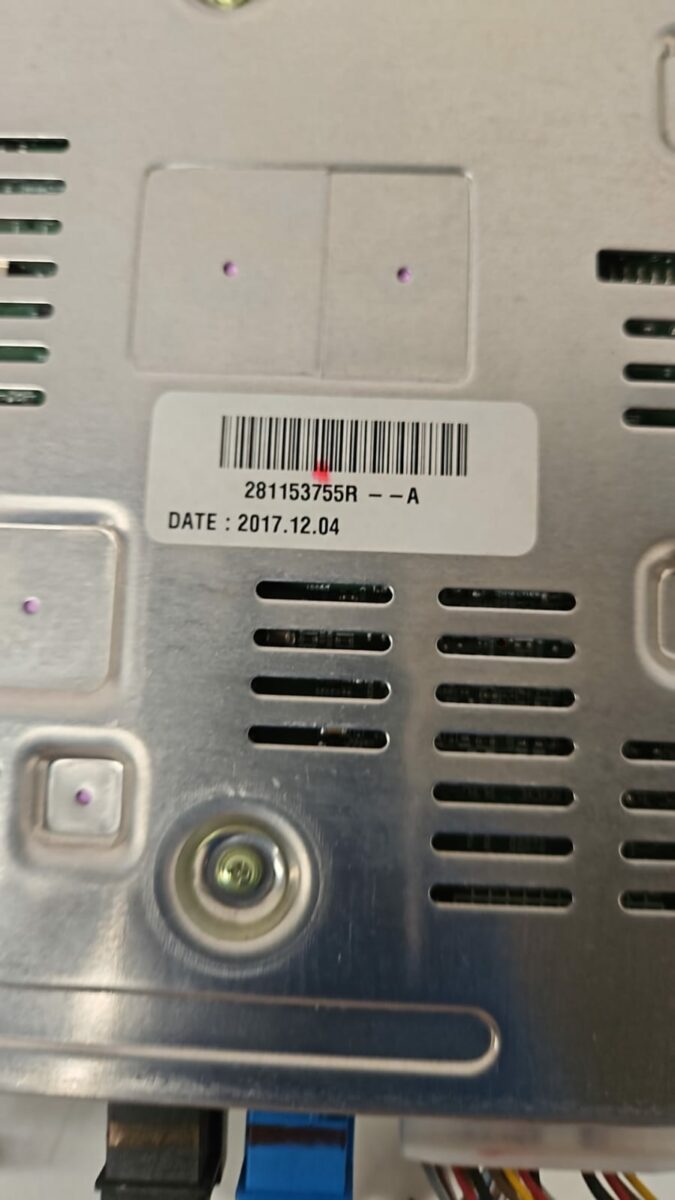 281153755R – –A
DATE : 2017.12.04